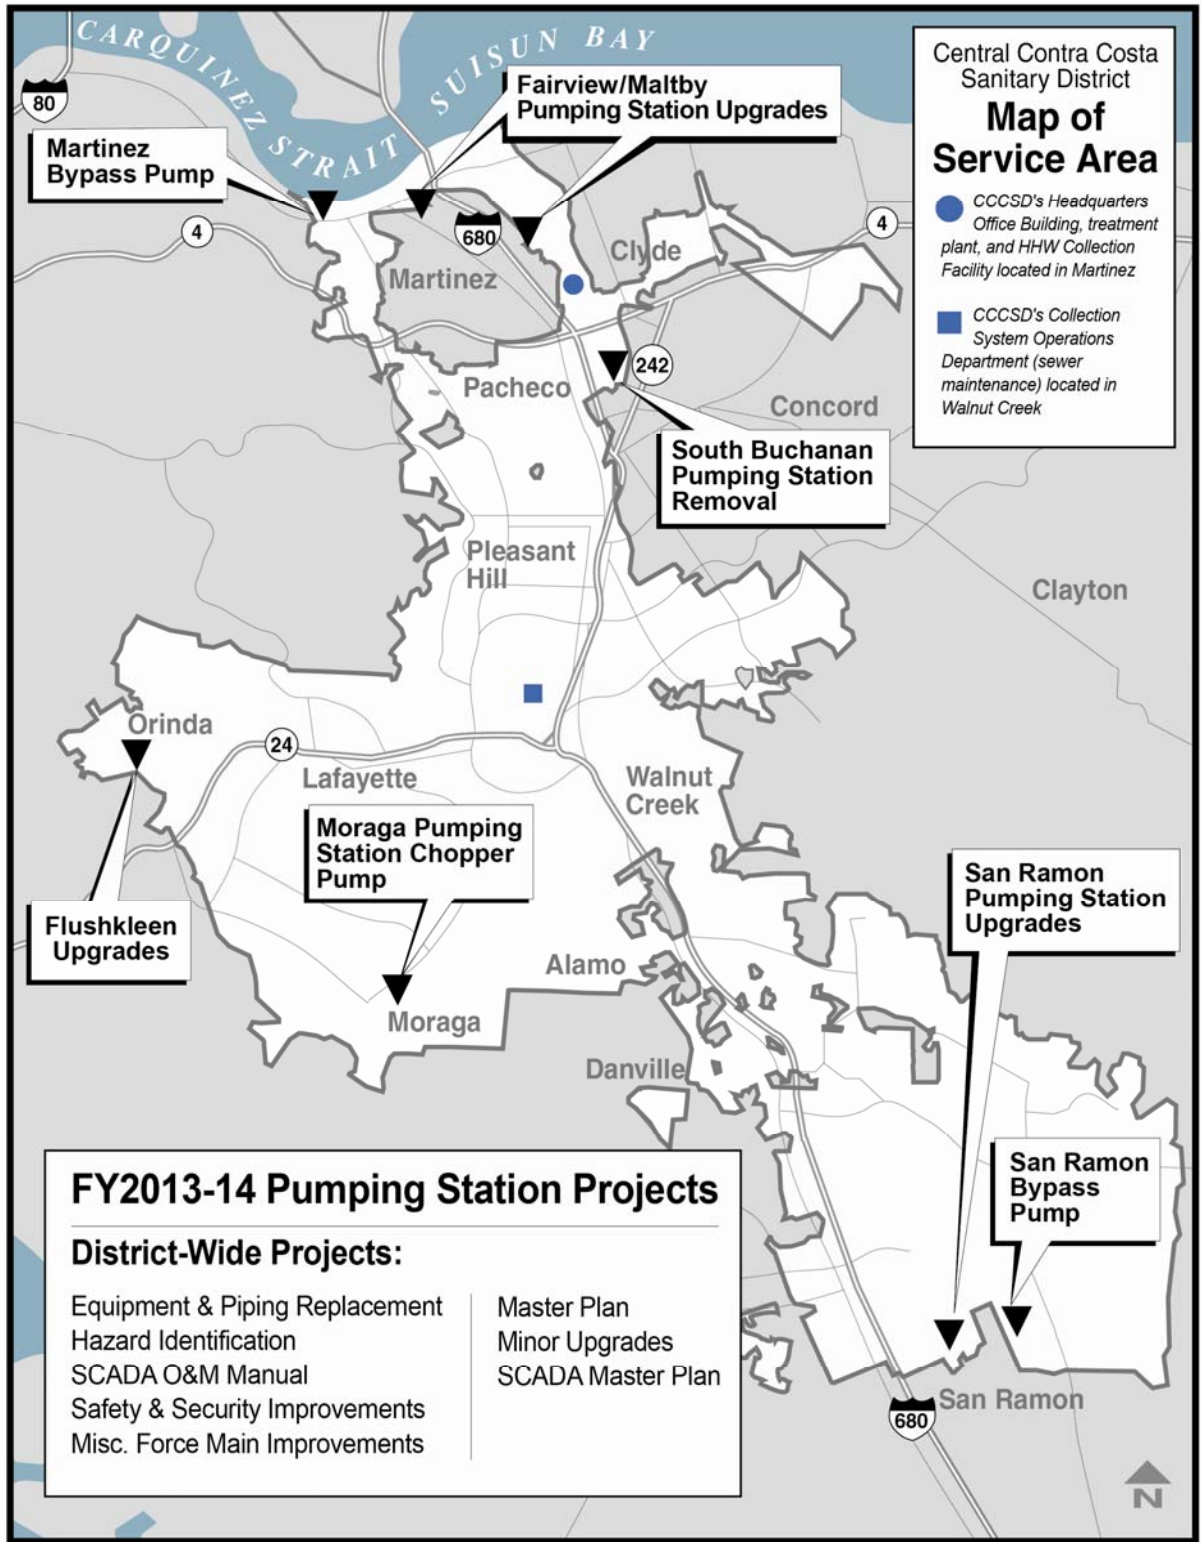 CARQUINEZ STRAIT
SUISUN BAY
80
Martinez
Bypass Pump
Fairview/Maltby
Pumping Station Upgrades
Central Contra Costa
Sanitary District
Map of
Service Area
CCCSD's Headquarters
Office Building, treatment
plant, and HHW Collection
Facility located in Martinez
CCCSD's Collection
System Operations
Department (sewer
maintenance) located in
Walnut Creek
4
680
4
Clyde
Martinez
242
Pacheco
Concord
South Buchanan
Pumping Station
Removal
Pleasant
Hill
Clayton
Orinda
24
Lafayette
Walnut
Creek
Moraga Pumping
Station Chopper
Pump
San Ramon
Pumping Station
Upgrades
Flushkleen
Upgrades
Alamo
Moraga
Danville
San Ramon
Bypass
Pump
FY2013-14 Pumping Station Projects
District-Wide Projects:
Equipment & Piping Replacement
Hazard Identification
SCADA O&M Manual
Safety & Security Improvements
Misc. Force Main Improvements
Master Plan
Minor Upgrades
SCADA Master Plan
San Ramon
680
N